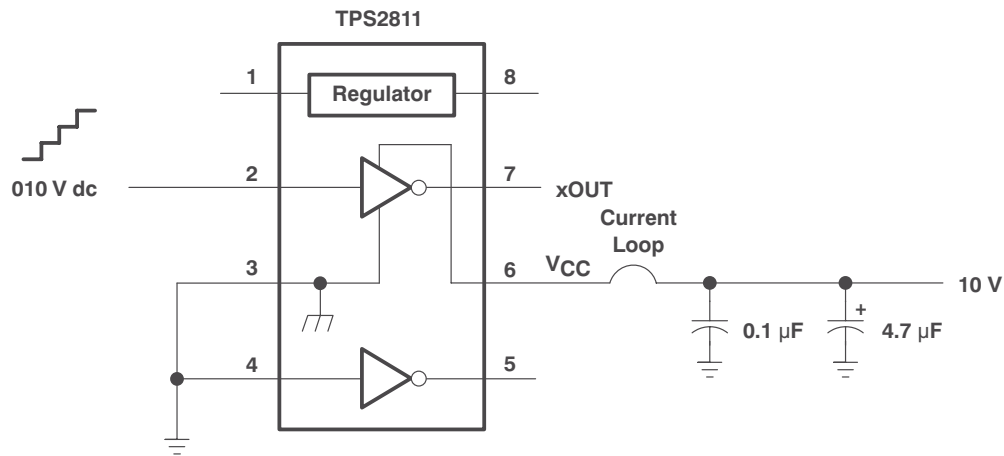 TPS2811
1
8
Regulator
2
7
010 V dc
xOUT
Current
Loop
3
6
VCC
10 V
+
0.1 µF
4.7 µF
4
5